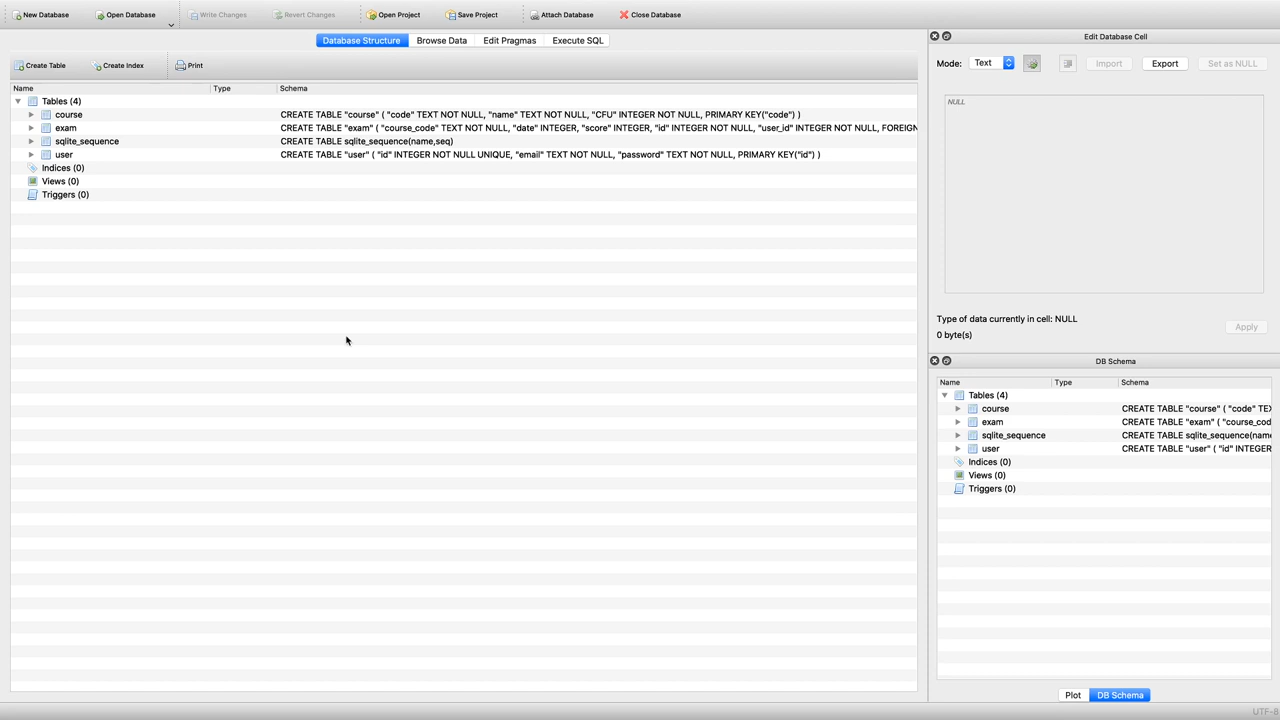 New Database Open Database Write Changes Revert Changes Open Project Save Project Attach Database Close Database
Database Structure Browse Data Edit Pragmas Execute SQL
Create Table Create Index Print
Name Type Schema
Tables (4)
course CREATE TABLE "course" ( "code" TEXT NOT NULL, "name" TEXT NOT NULL, "CFU" INTEGER NOT NULL, PRIMARY KEY("code") )
exam CREATE TABLE "exam" ( "course_code" TEXT NOT NULL, "date" INTEGER, "score" INTEGER, "id" INTEGER NOT NULL, "user_id" INTEGER NOT NULL, FOREIGN
sqlite_sequence CREATE TABLE sqlite_sequence(name,seq)
user CREATE TABLE "user" ( "id" INTEGER NOT NULL UNIQUE, "email" TEXT NOT NULL, "password" TEXT NOT NULL, PRIMARY KEY("id") )
Indices (0)
Views (0)
Triggers (0)
Edit Database Cell
Mode: Text Import Export Set as NULL
NULL
Type of data currently in cell: NULL
0 byte(s)
Apply
DB Schema
Name Type Schema
Tables (4)
course CREATE TABLE "course" ( "code" TEX
exam CREATE TABLE "exam" ( "course_cod
sqlite_sequence CREATE TABLE sqlite_sequence(name
user CREATE TABLE "user" ( "id" INTEGER
Indices (0)
Views (0)
Triggers (0)
Plot DB Schema
UTF-8